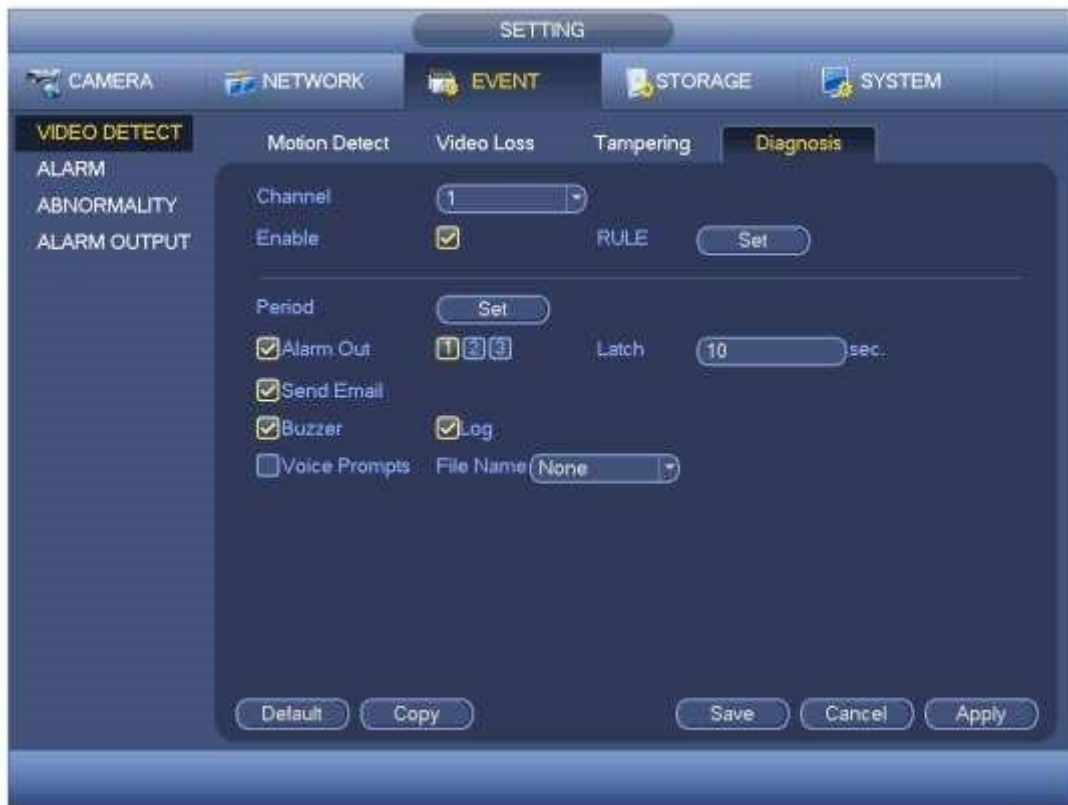 SETTING
CAMERA NETWORK EVENT STORAGE SYSTEM
VIDEO DETECT
ALARM
ABNORMALITY
ALARM OUTPUT
Motion Detect Video Loss Tampering Diagnosis
Channel 1
Enable RULE Set
Period Set
Alarm Out 1 2 3 Latch 10 sec.
Send Email
Buzzer Log
Voice Prompts File Name None
Default Copy Save Cancel Apply